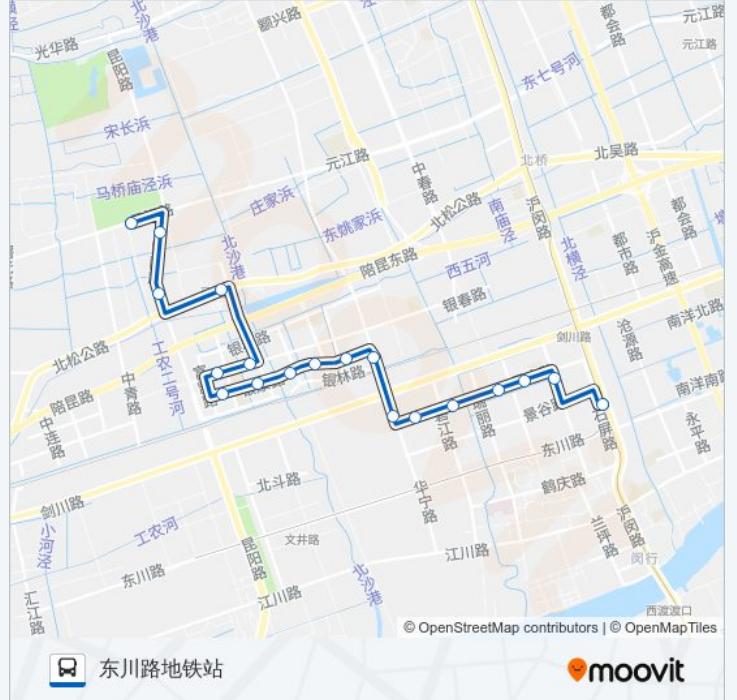 横泾
北沙港
颛兴路
都会路
元江路
光华路
昆阳路
元江路
东七号河
宋长浜
元江路
北桥
北吴路
中春路
马桥庙泾浜
庄家浜
北松公路
南庙泾
沪闵路
都会路
东姚家浜
北沙港
北横泾
都市路
沪金高速
陪昆东路
西五河
银春路
南洋北路
沧源路
剑川路
北松公路
工农二号河
中青路
银林路
陪昆路
中连路
南洋南路
石屏路
永平路
景谷
东川路
北斗路
鹤庆路
华宁路
剑川路
小河泾
工农河
文井路
昆阳路
江川路
兰坪路
沪闵路
闵行
东川路
北沙港
汇江路
江川路
西渡渡口
© OpenStreetMap contributors | © OpenMapTiles
东川路地铁站
moovit